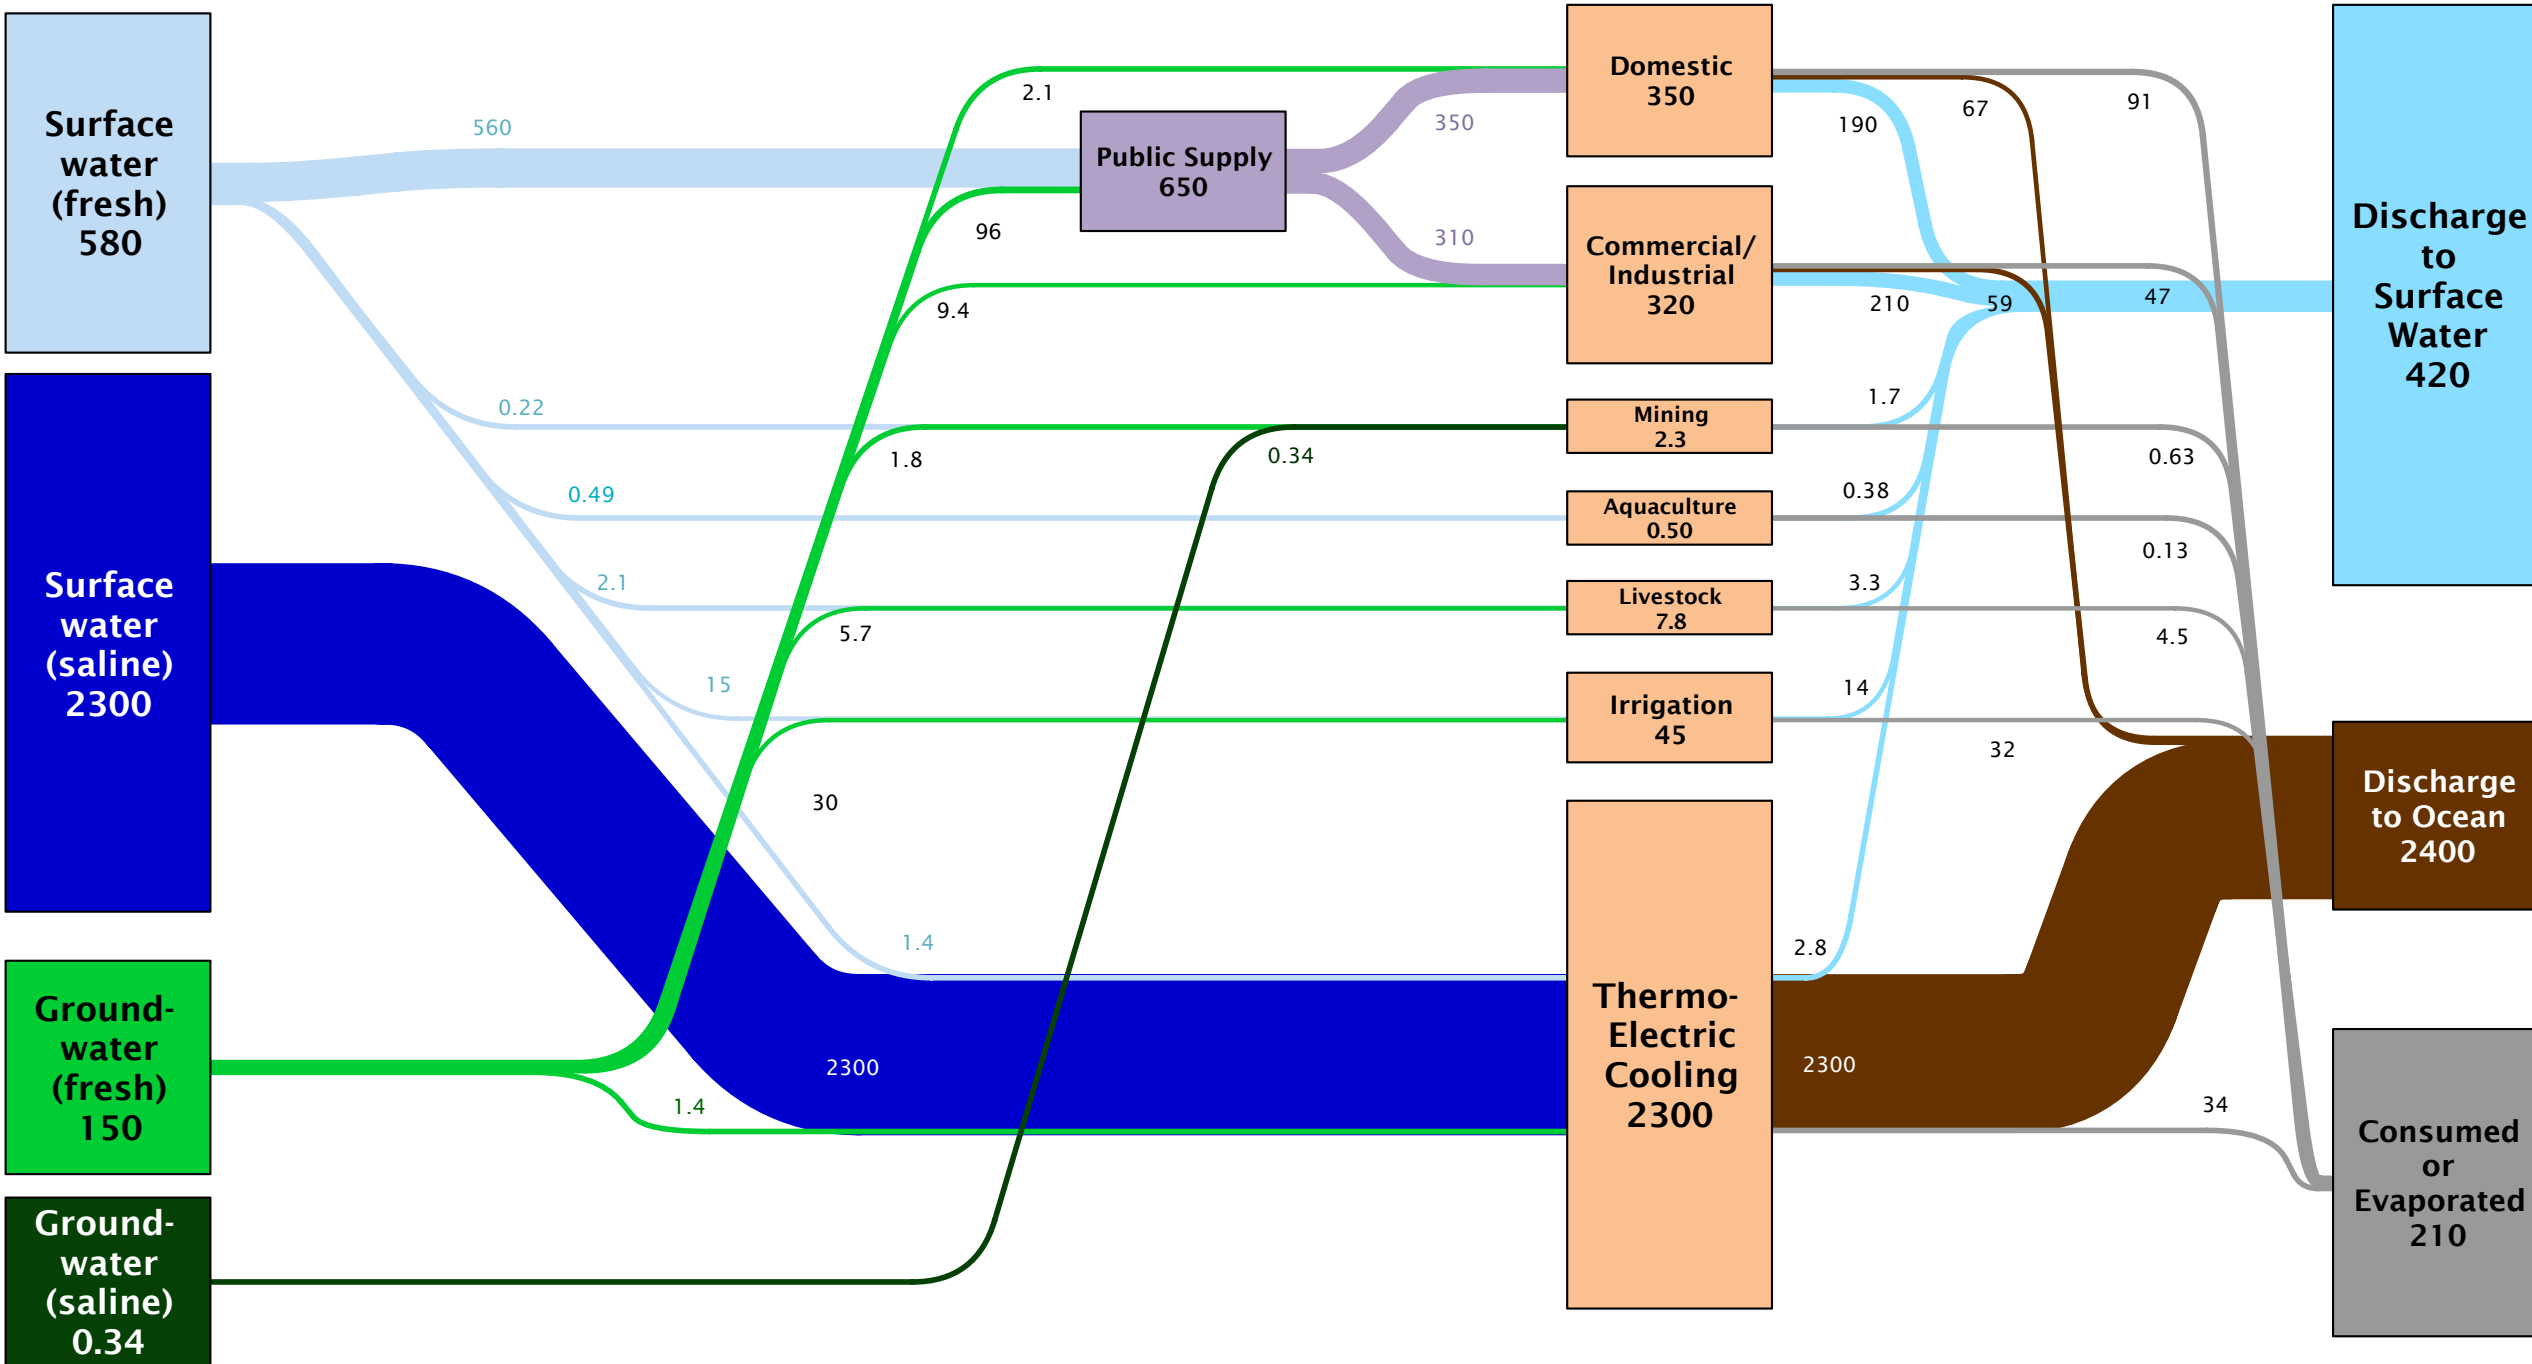 Surface
water
(fresh)
580
Surface
water
(saline)
2300
Ground-
water
(fresh)
150
Ground-
water
(saline)
0.34
560
0.22
0.49
2.1
15
1.4
2.1
96
9.4
1.8
5.7
30
1.4
2300
0.34
Public Supply
650
350
310
Domestic
350
Commercial/
Industrial
320
Mining
2.3
Aquaculture
0.50
Livestock
7.8
Irrigation
45
Thermo-
Electric
Cooling
2300
190
67
91
210
59
47
1.7
0.63
0.38
0.13
3.3
4.5
14
32
2.8
2300
34
Discharge
to
Surface
Water
420
Discharge
to Ocean
2400
Consumed
or
Evaporated
210